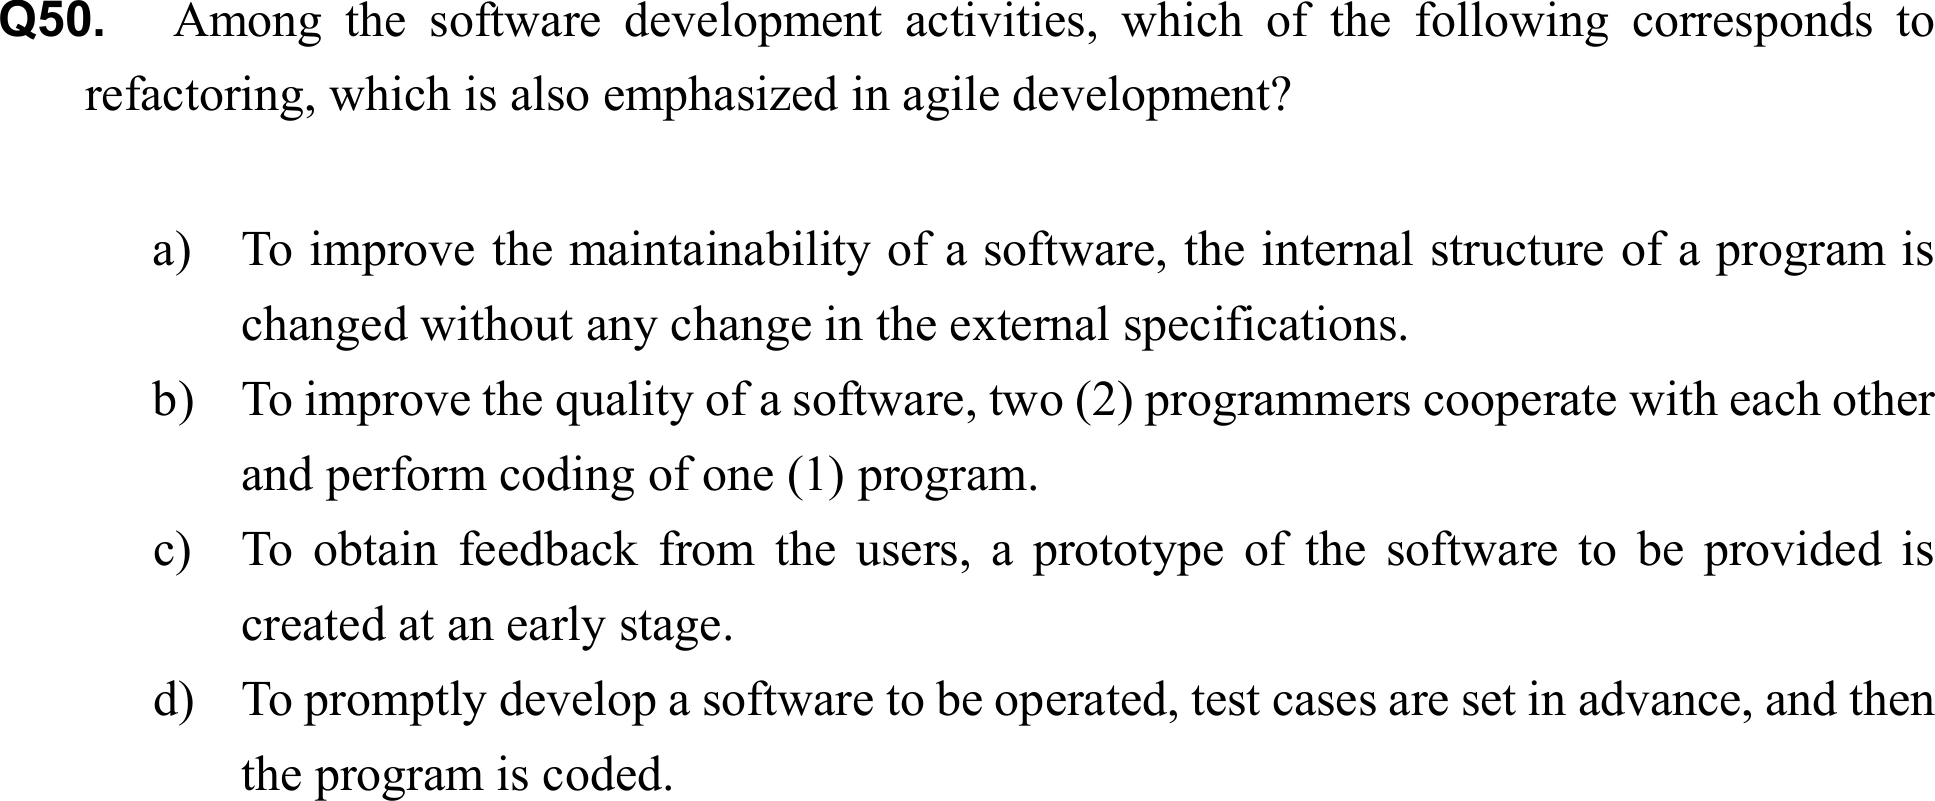 Q50. Among the software development activities, which of the following corresponds to
refactoring, which is also emphasized in agile development?
a) To improve the maintainability of a software, the internal structure of a program is
changed without any change in the external specifications.
b) To improve the quality of a software, two (2) programmers cooperate with each other
and perform coding of one (1) program.
c) To obtain feedback from the users, a prototype of the software to be provided is
created at an early stage.
d) To promptly develop a software to be operated, test cases are set in advance, and then
the program is coded.